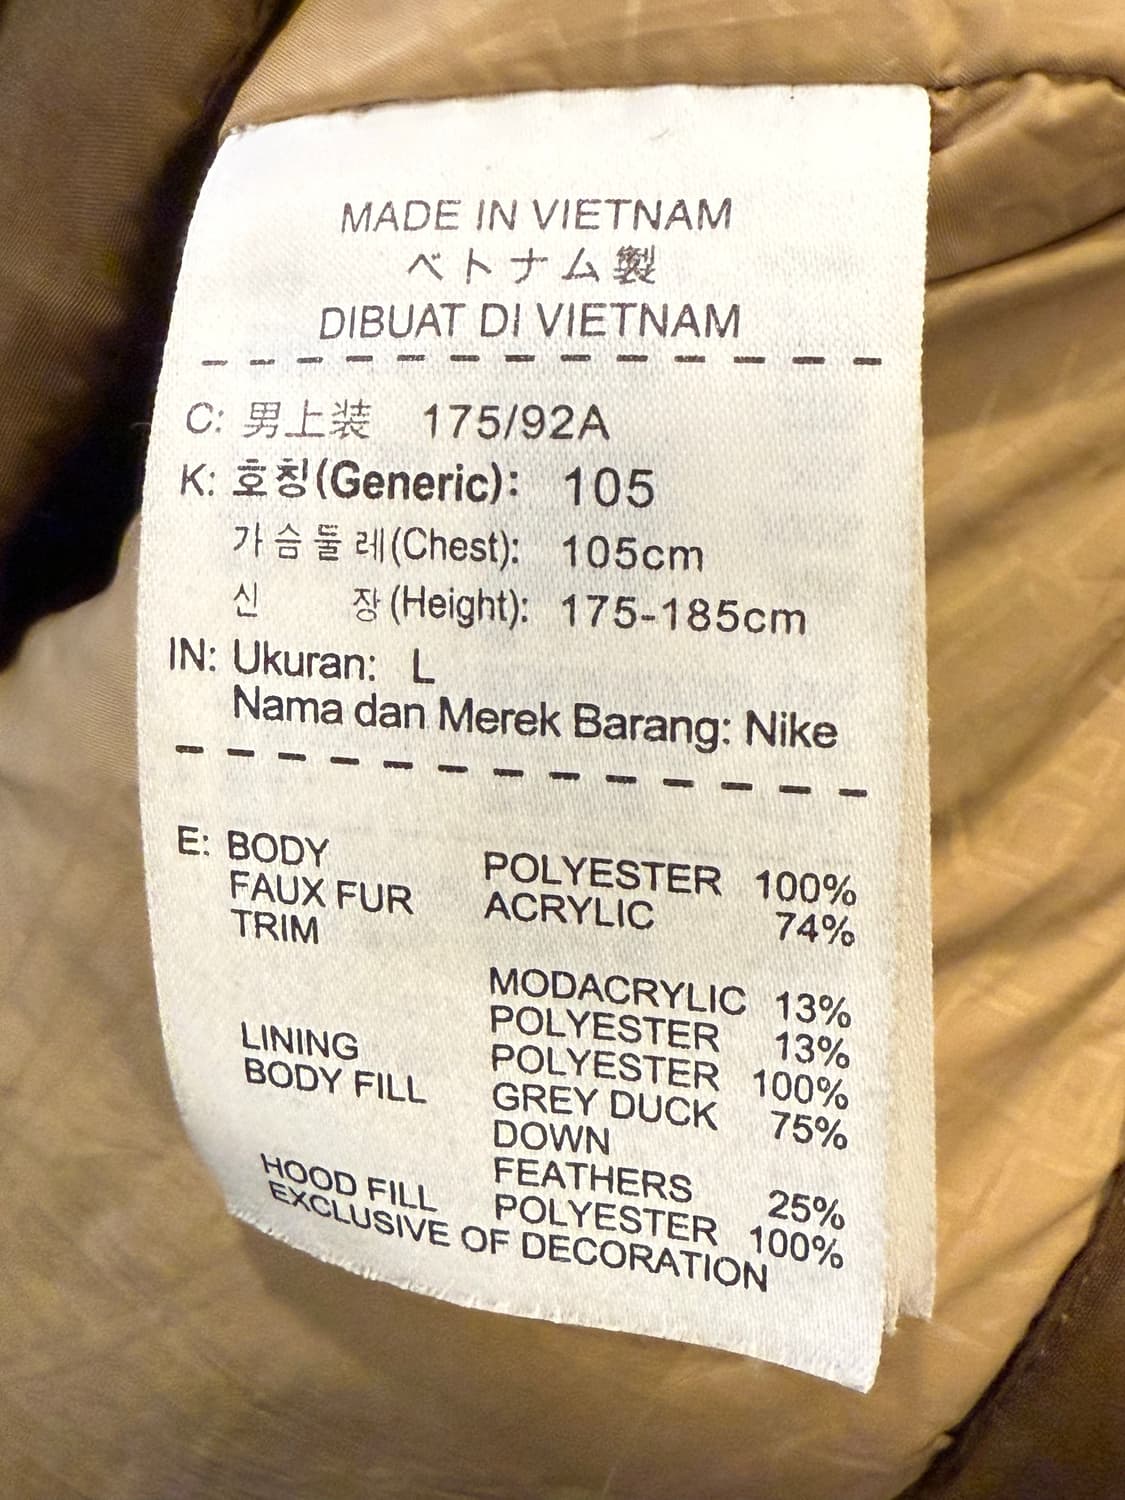 MADE IN VIETNAM
ベトナム製
DIBUAT DI VIETNAM
C: 男上装 175/92A
K: 호칭(Generic): 105
가슴둘레(Chest): 105cm
신 장(Height): 175-185cm
IN: Ukuran: L
Nama dan Merek Barang: Nike
E: BODY POLYESTER 100%
FAUX FUR ACRYLIC 74%
TRIM
MODACRYLIC 13%
POLYESTER 13%
LINING POLYESTER 100%
BODY FILL GREY DUCK 75%
DOWN
FEATHERS 25%
HOOD FILL POLYESTER 100%
EXCLUSIVE OF DECORATION